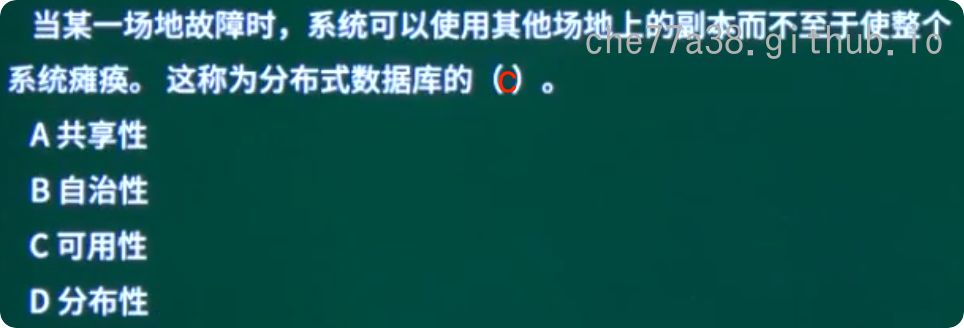 当某一场地故障时，系统可以使用其他场地上的副本而不至于使整个
che77a38.github.io
系统瘫痪。 这称为分布式数据库的（C）。
A 共享性
B 自治性
C 可用性
D 分布性